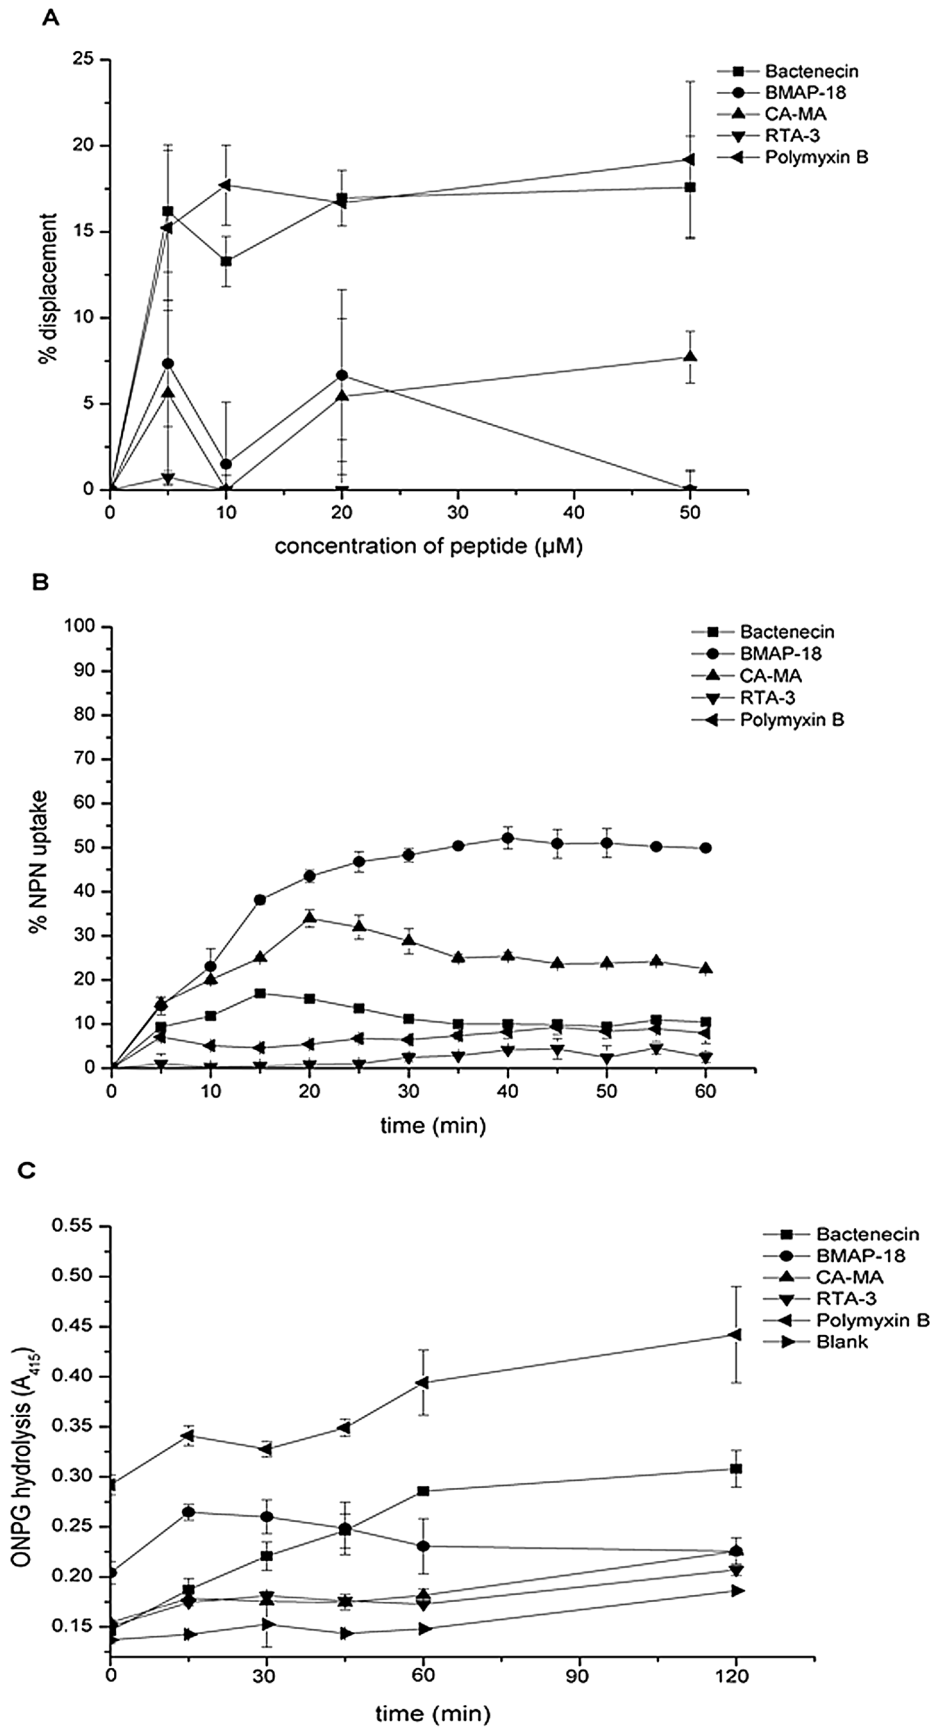 A
25
20
15
10
5
0
% displacement
Bactenecin
BMAP-18
CA-MA
RTA-3
Polymyxin B
0 10 20 30 40 50
concentration of peptide (µM)
B
100
90
80
70
60
50
40
30
20
10
0
% NPN uptake
Bactenecin
BMAP-18
CA-MA
RTA-3
Polymyxin B
0 10 20 30 40 50 60
time (min)
C
0.55
0.50
0.45
0.40
0.35
0.30
0.25
0.20
0.15
ONPG hydrolysis (A415)
Bactenecin
BMAP-18
CA-MA
RTA-3
Polymyxin B
Blank
0 30 60 90 120
time (min)